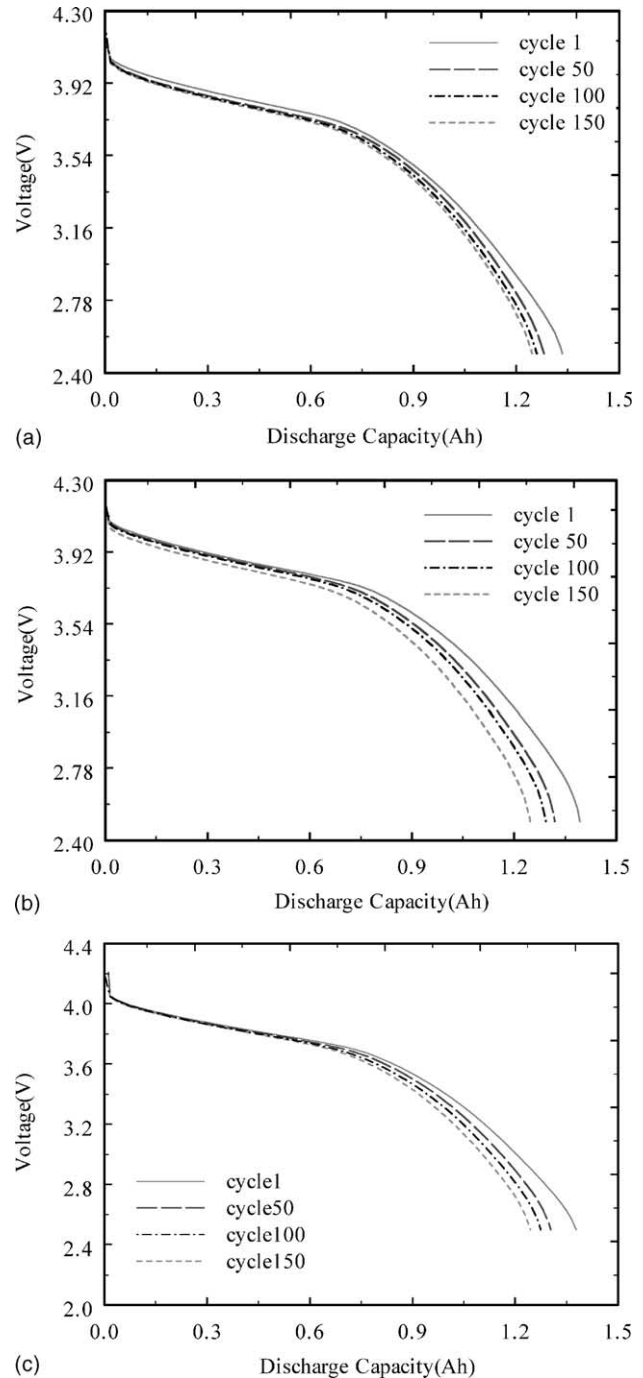 4.30
cycle 1
cycle 50
3.92
cycle 100
cycle 150
3.54
Voltage(V)
3.16
2.78
2.40
0.0 0.3 0.6 0.9 1.2 1.5
(a)
Discharge Capacity(Ah)
4.30
cycle 1
cycle 50
3.92
cycle 100
cycle 150
3.54
Voltage(V)
3.16
2.78
2.40
0.0 0.3 0.6 0.9 1.2 1.5
(b)
Discharge Capacity(Ah)
4.4
4.0
3.6
Voltage(V)
3.2
2.8
cycle1
cycle50
2.4
cycle100
cycle150
2.0
0.0 0.3 0.6 0.9 1.2 1.5
(c)
Discharge Capacity(Ah)